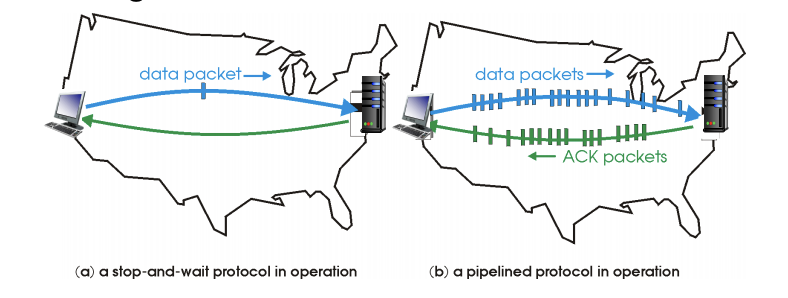 data packet
data packets
ACK packets
(a) a stop-and-wait protocol in operation
(b) a pipelined protocol in operation